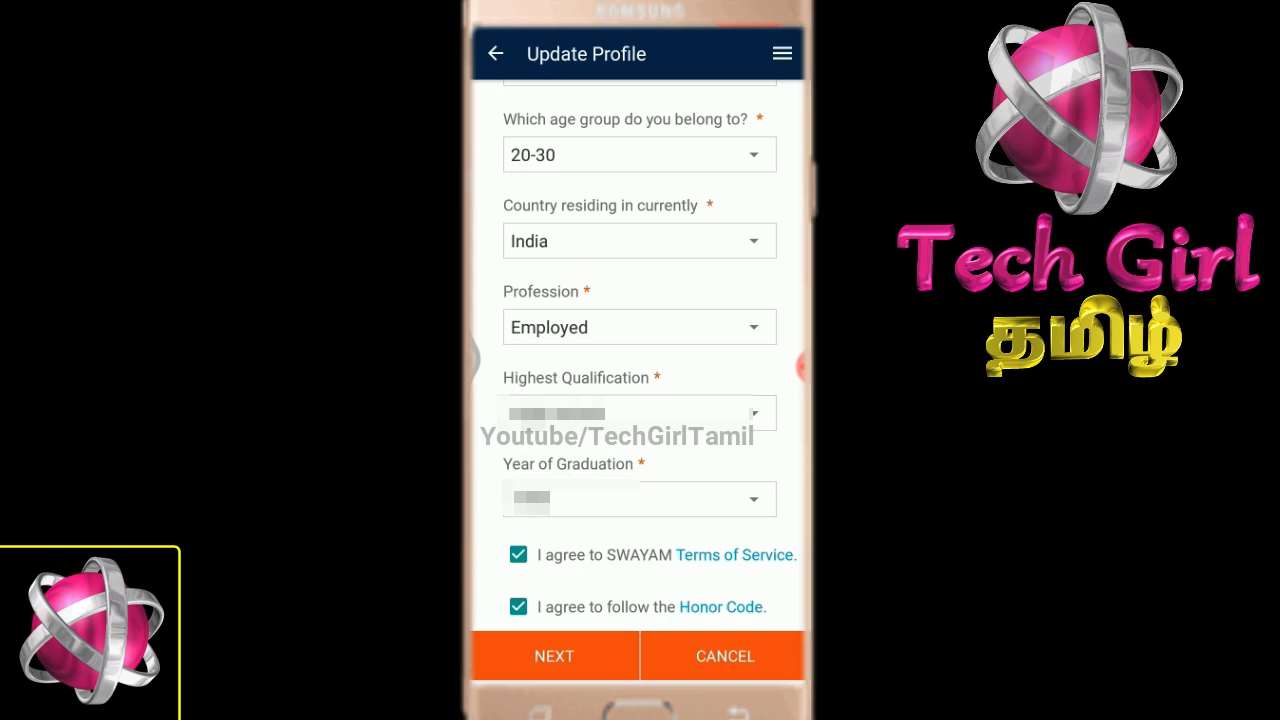 SAMSUNG
Update Profile
Which age group do you belong to? *
20-30
Country residing in currently *
India
Profession *
Employed
Highest Qualification *
Youtube/TechGirlTamil
Year of Graduation *
I agree to SWAYAM Terms of Service.
I agree to follow the Honor Code.
NEXT
CANCEL
Tech Girl
தமிழ்